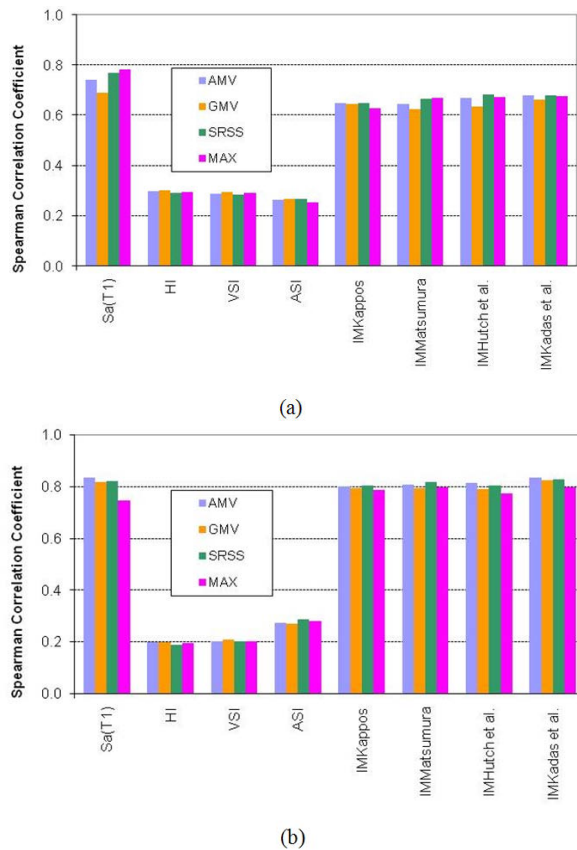 (a)
Spearman Correlation Coefficient
1.0
0.8
0.6
0.4
0.2
0.0
AMV
GMV
SRSS
MAX
Sa(T1)
HI
VSI
ASI
IMKappos
IMMatsumura
IMHutch et al.
IMKadas et al.
(a)
Spearman Correlation Coefficient
1.0
0.8
0.6
0.4
0.2
0.0
AMV
GMV
SRSS
MAX
Sa(T1)
HI
VSI
ASI
IMKappos
IMMatsumura
IMHutch et al.
IMKadas et al.
(b)